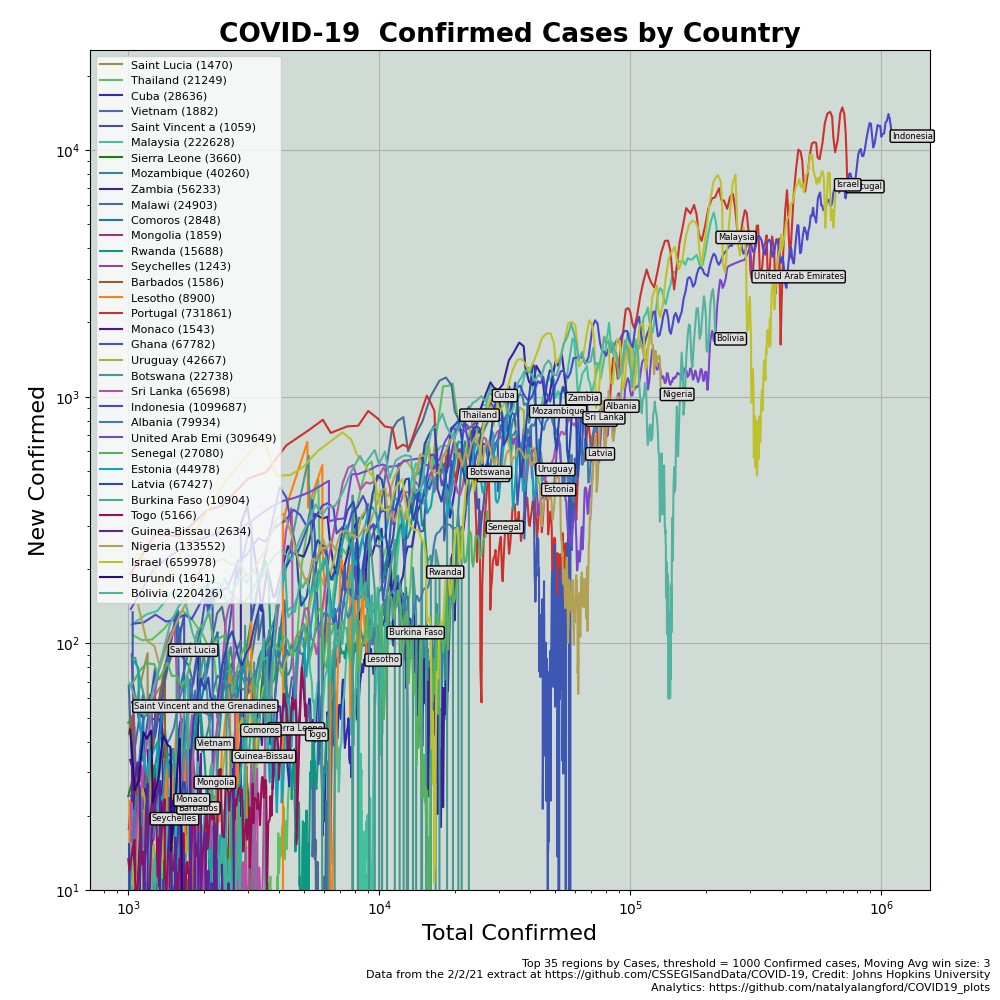 COVID-19  Confirmed Cases by Country
Saint Lucia (1470)
Thailand (21249)
Cuba (28636)
Vietnam (1882)
Saint Vincent a (1059)
Malaysia (222628)
Sierra Leone (3660)
Mozambique (40260)
Zambia (56233)
Malawi (24903)
Comoros (2848)
Mongolia (1859)
Rwanda (15688)
Seychelles (1243)
Barbados (1586)
Lesotho (8900)
Portugal (731861)
Monaco (1543)
Ghana (67782)
Uruguay (42667)
Botswana (22738)
Sri Lanka (65698)
Indonesia (1099687)
Albania (79934)
United Arab Emi (309649)
Senegal (27080)
Estonia (44978)
Latvia (67427)
Burkina Faso (10904)
Togo (5166)
Guinea-Bissau (2634)
Nigeria (133552)
Israel (659978)
Burundi (1641)
Bolivia (220426)
Indonesia
Israel
tugal
Malaysia
United Arab Emirates
Bolivia
Nigeria
Cuba
Zambia
Albania
Thailand
Mozambique
Sri Lanka
Latvia
Botswana
Uruguay
Estonia
Senegal
Rwanda
Burkina Faso
Saint Lucia
Lesotho
Saint Vincent and the Grenadines
Comoros
rra Leone
Togo
Vietnam
Guinea-Bissau
Mongolia
Monaco
Barbados
Seychelles
New Confirmed
10⁴
10³
10²
10¹
10³
10⁴
10⁵
10⁶
Total Confirmed
Top 35 regions by Cases, threshold = 1000 Confirmed cases, Moving Avg win size: 3
Data from the 2/2/21 extract at https://github.com/CSSEGISandData/COVID-19, Credit: Johns Hopkins University
Analytics: https://github.com/natalyalangford/COVID19_plots